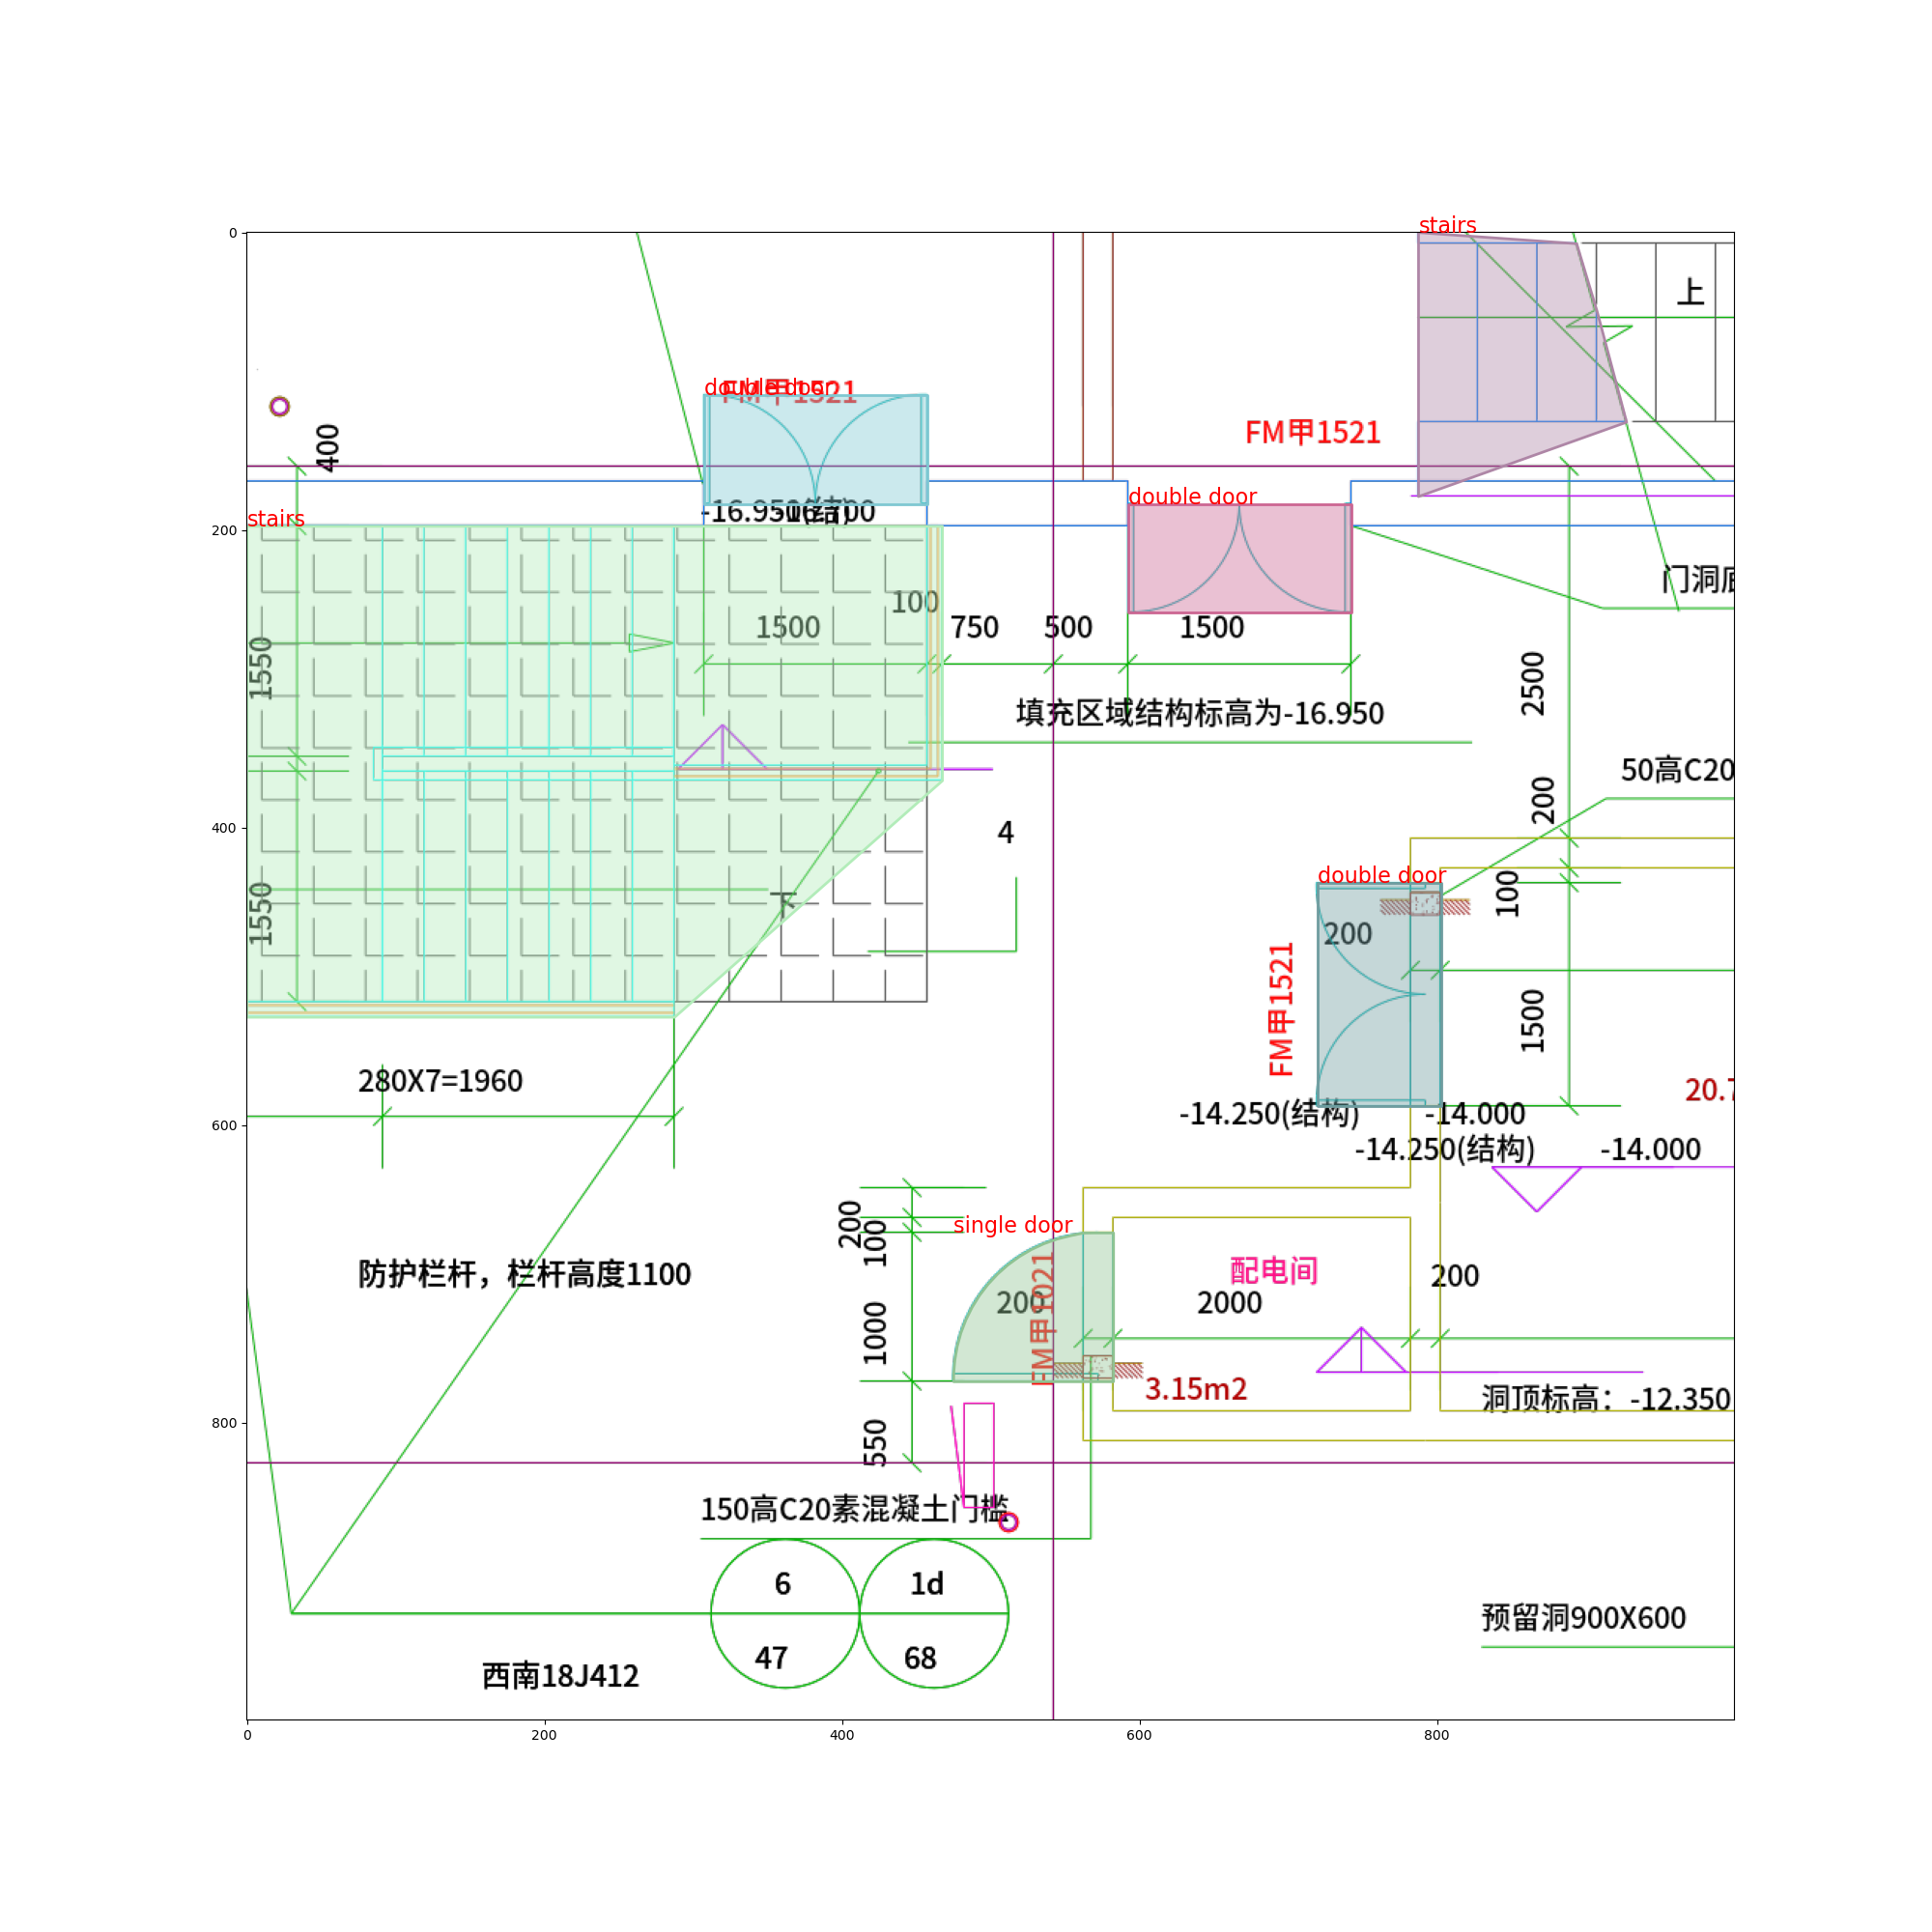 stairs
上
double door
FM甲1521
FM甲1521
400
double door
-16.950(结构)
-16.700
stairs
门洞底
100
1500
750
500
1500
1550
2500
填充区域结构标高为-16.950
50高C20
200
4
double door
100
下
1550
200
FM甲1521
1500
280X7=1960
20.7
-14.250(结构)
-14.000
-14.250(结构)
-14.000
200
single door
100
防护栏杆，栏杆高度1100
FM甲1021
配电间
200
200
2000
1000
3.15m2
洞顶标高：-12.350
550
150高C20素混凝土门槛
6
1d
预留洞900X600
47
68
西南18J412
0
200
400
600
800
0
200
400
600
800